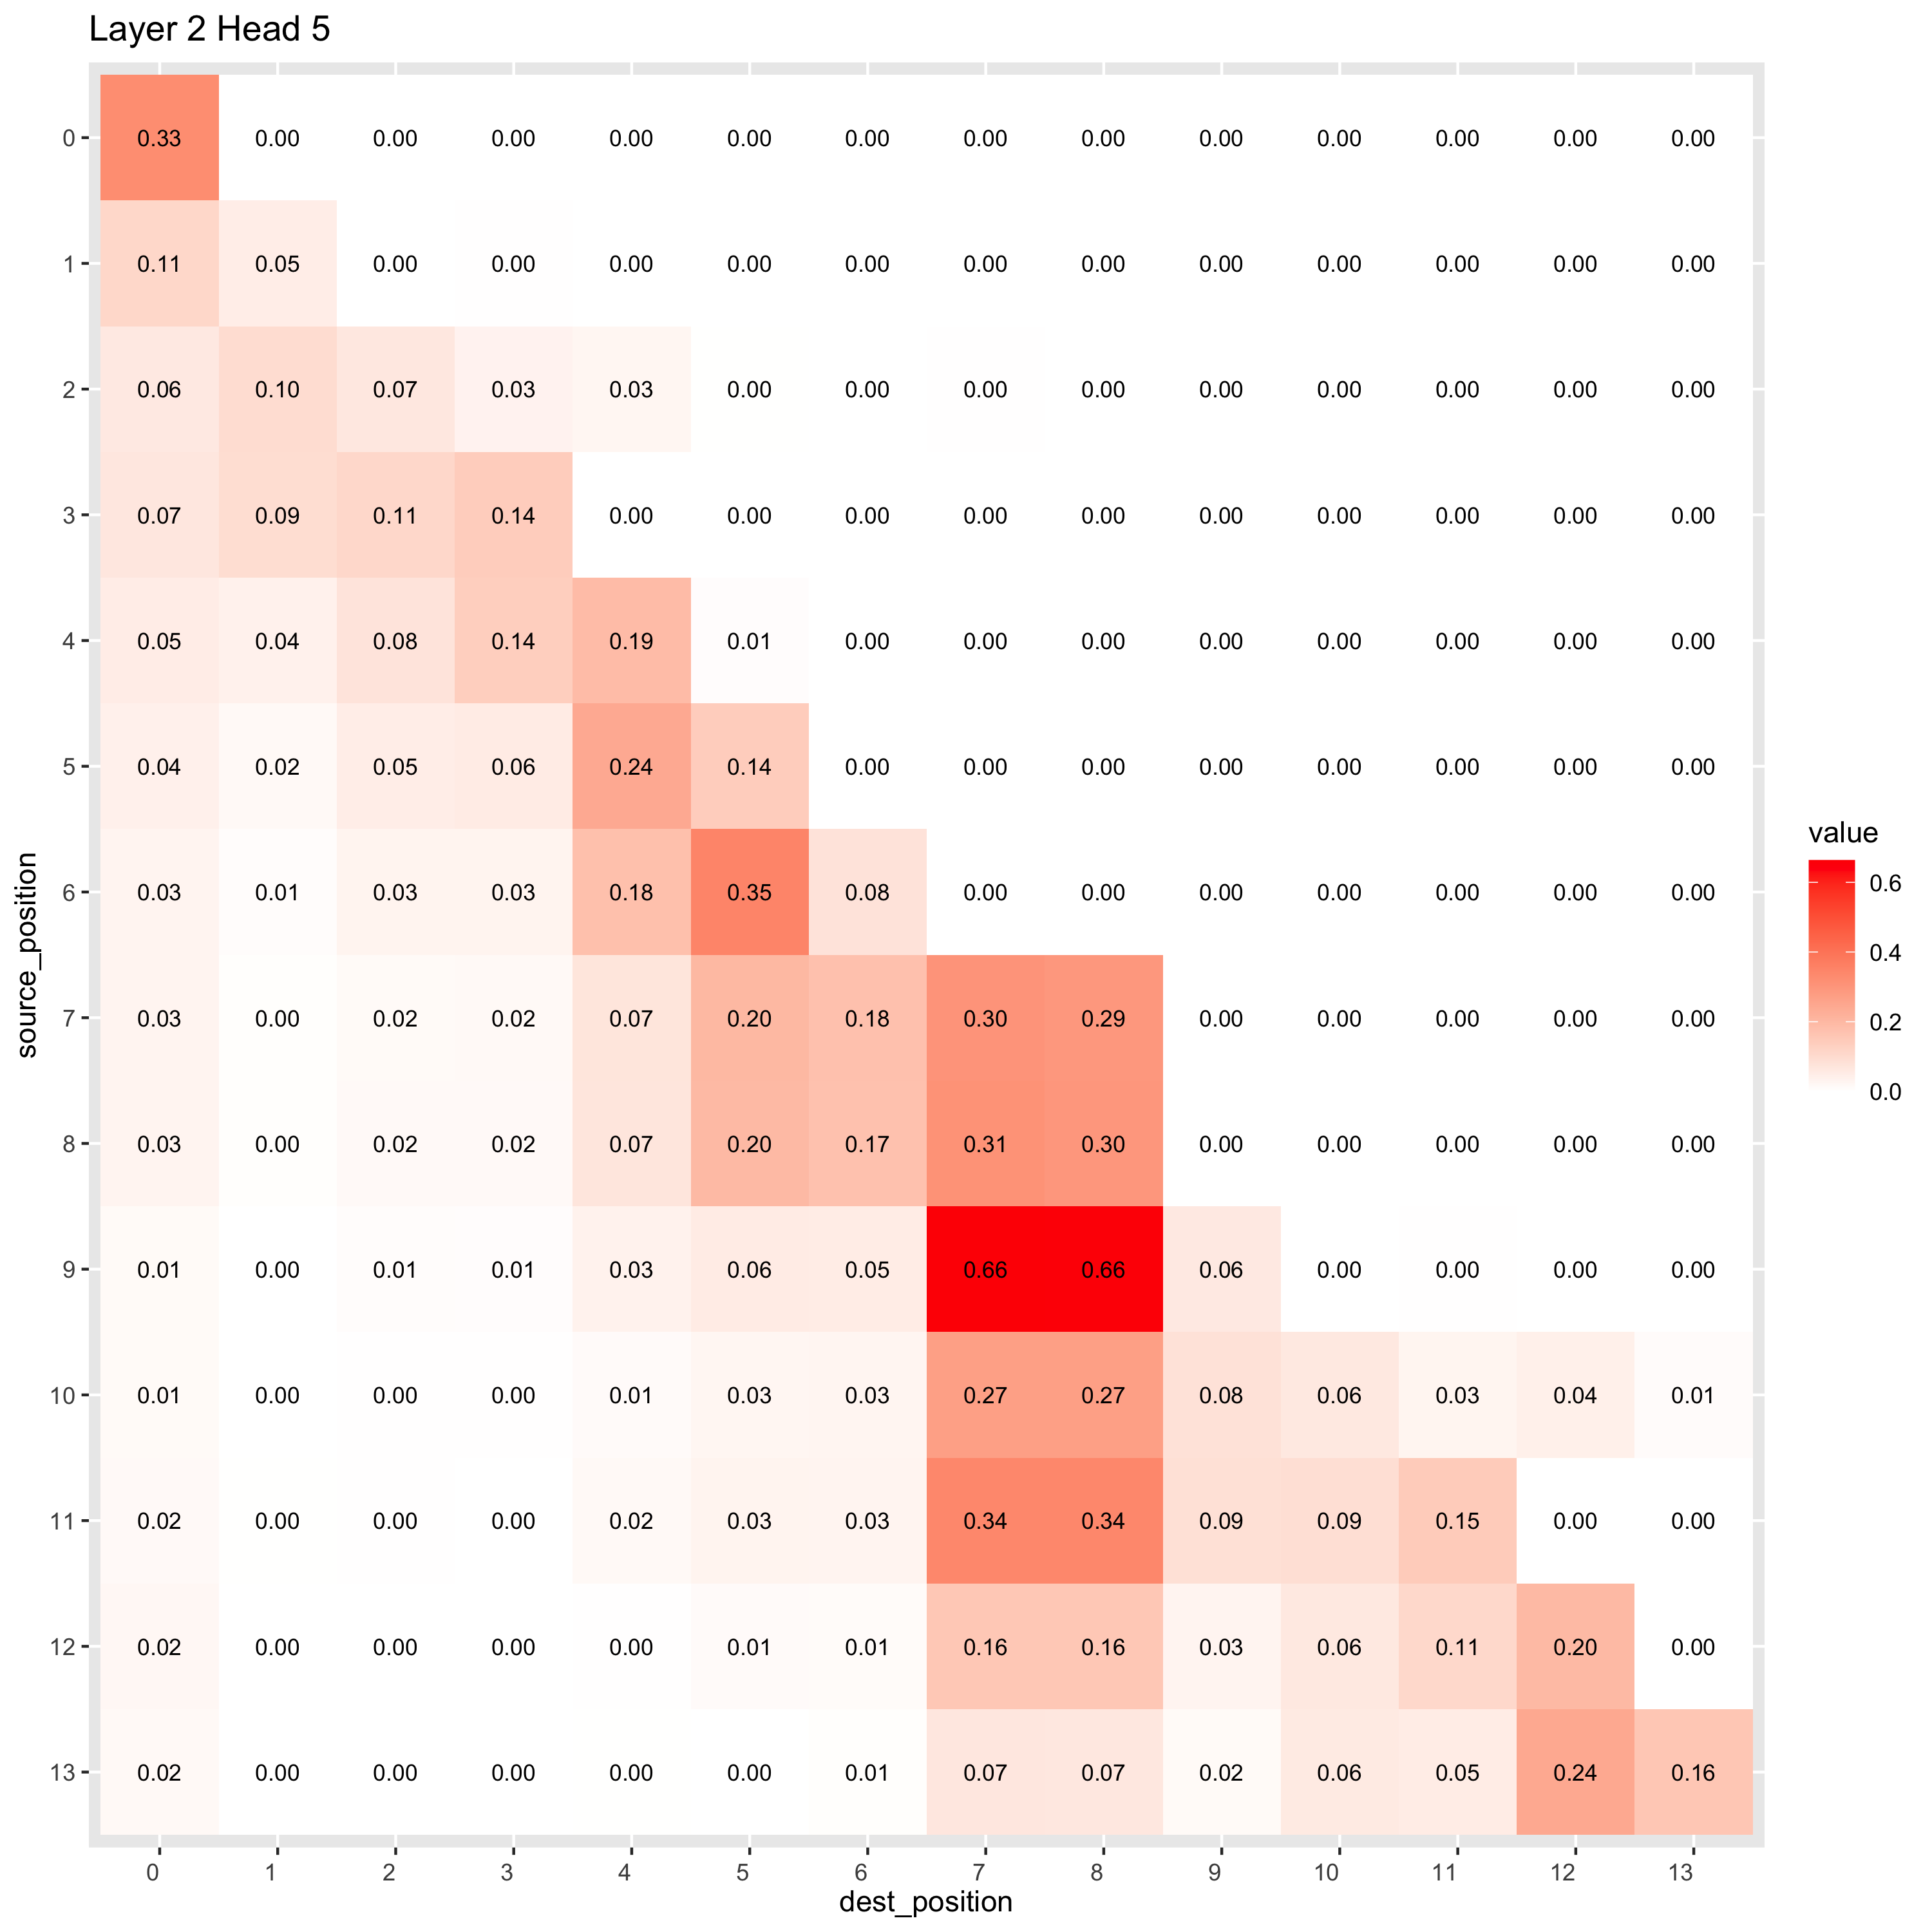 Layer 2 Head 5
0 0.33 0.00 0.00 0.00 0.00 0.00 0.00 0.00 0.00 0.00 0.00 0.00 0.00 0.00
1 0.11 0.05 0.00 0.00 0.00 0.00 0.00 0.00 0.00 0.00 0.00 0.00 0.00 0.00
2 0.06 0.10 0.07 0.03 0.03 0.00 0.00 0.00 0.00 0.00 0.00 0.00 0.00 0.00
3 0.07 0.09 0.11 0.14 0.00 0.00 0.00 0.00 0.00 0.00 0.00 0.00 0.00 0.00
4 0.05 0.04 0.08 0.14 0.19 0.01 0.00 0.00 0.00 0.00 0.00 0.00 0.00 0.00
5 0.04 0.02 0.05 0.06 0.24 0.14 0.00 0.00 0.00 0.00 0.00 0.00 0.00 0.00
6 0.03 0.01 0.03 0.03 0.18 0.35 0.08 0.00 0.00 0.00 0.00 0.00 0.00 0.00
7 0.03 0.00 0.02 0.02 0.07 0.20 0.18 0.30 0.29 0.00 0.00 0.00 0.00 0.00
8 0.03 0.00 0.02 0.02 0.07 0.20 0.17 0.31 0.30 0.00 0.00 0.00 0.00 0.00
9 0.01 0.00 0.01 0.01 0.03 0.06 0.05 0.66 0.66 0.06 0.00 0.00 0.00 0.00
10 0.01 0.00 0.00 0.00 0.01 0.03 0.03 0.27 0.27 0.08 0.06 0.03 0.04 0.01
11 0.02 0.00 0.00 0.00 0.02 0.03 0.03 0.34 0.34 0.09 0.09 0.15 0.00 0.00
12 0.02 0.00 0.00 0.00 0.00 0.01 0.01 0.16 0.16 0.03 0.06 0.11 0.20 0.00
13 0.02 0.00 0.00 0.00 0.00 0.00 0.01 0.07 0.07 0.02 0.06 0.05 0.24 0.16
0 1 2 3 4 5 6 7 8 9 10 11 12 13
dest_position
source_position
value
0.6
0.4
0.2
0.0